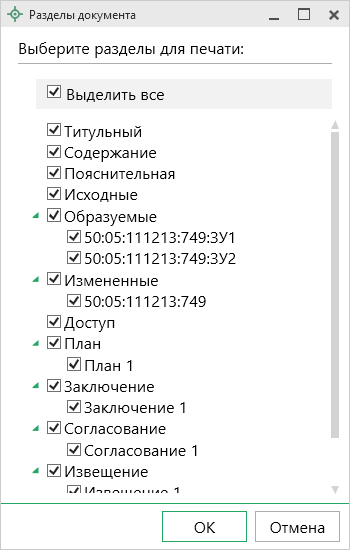 Разделы документа
Выберите разделы для печати:
Выделить все
Титульный
Содержание
Пояснительная
Исходные
Образуемые
50:05:111213:749:ЗУ1
50:05:111213:749:ЗУ2
Измененные
50:05:111213:749
Доступ
План
План 1
Заключение
Заключение 1
Согласование
Согласование 1
Извещение
Извещение 1
ОК
Отмена